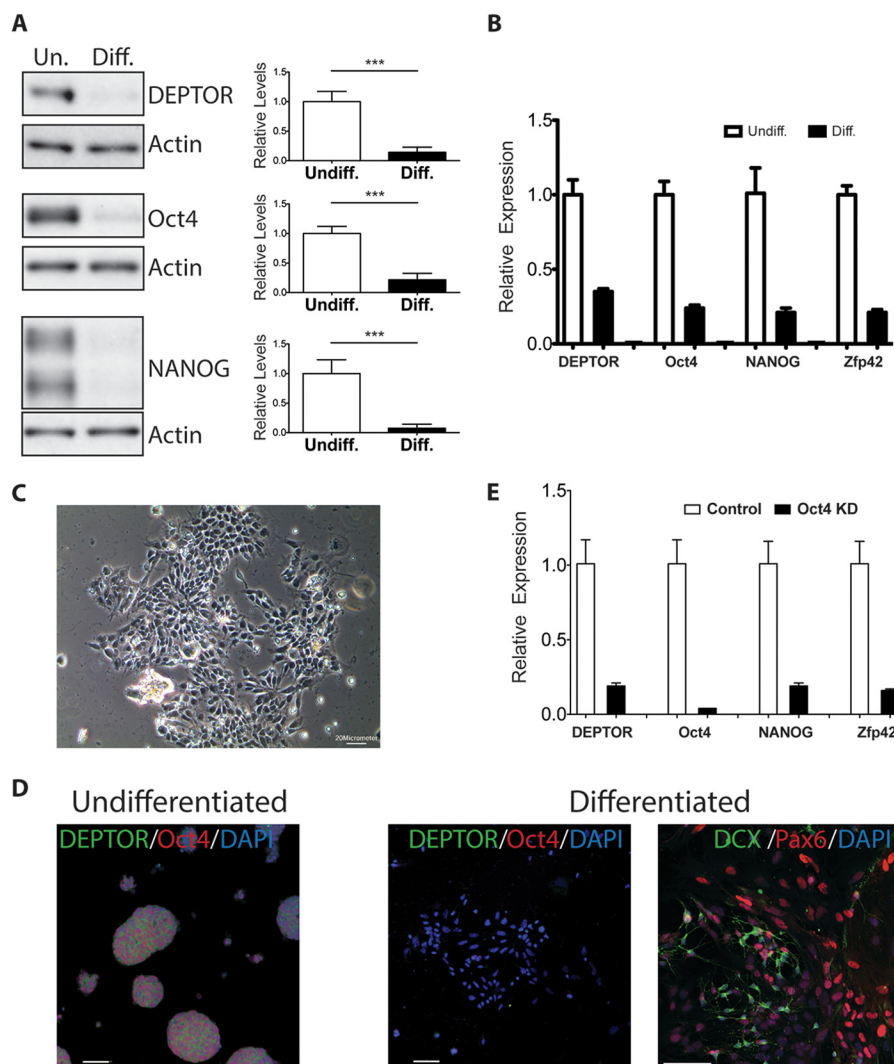 A
Un. Diff.
DEPTOR
Actin
Oct4
Actin
NANOG
Actin
Relative Levels
1.5
1.0
0.5
0.0
***
Undiff. Diff.
Relative Levels
1.5
1.0
0.5
0.0
***
Undiff. Diff.
Relative Levels
1.5
1.0
0.5
0.0
***
Undiff. Diff.
B
Relative Expression
1.5
1.0
0.5
0.0
Undiff. Diff.
DEPTOR Oct4 NANOG Zfp42
C
20Micrometer
E
Relative Expression
1.5
1.0
0.5
0.0
Control Oct4 KD
DEPTOR Oct4 NANOG Zfp42
D
Undifferentiated
DEPTOR/Oct4/DAPI
Differentiated
DEPTOR/Oct4/DAPI
DCX/Pax6/DAPI